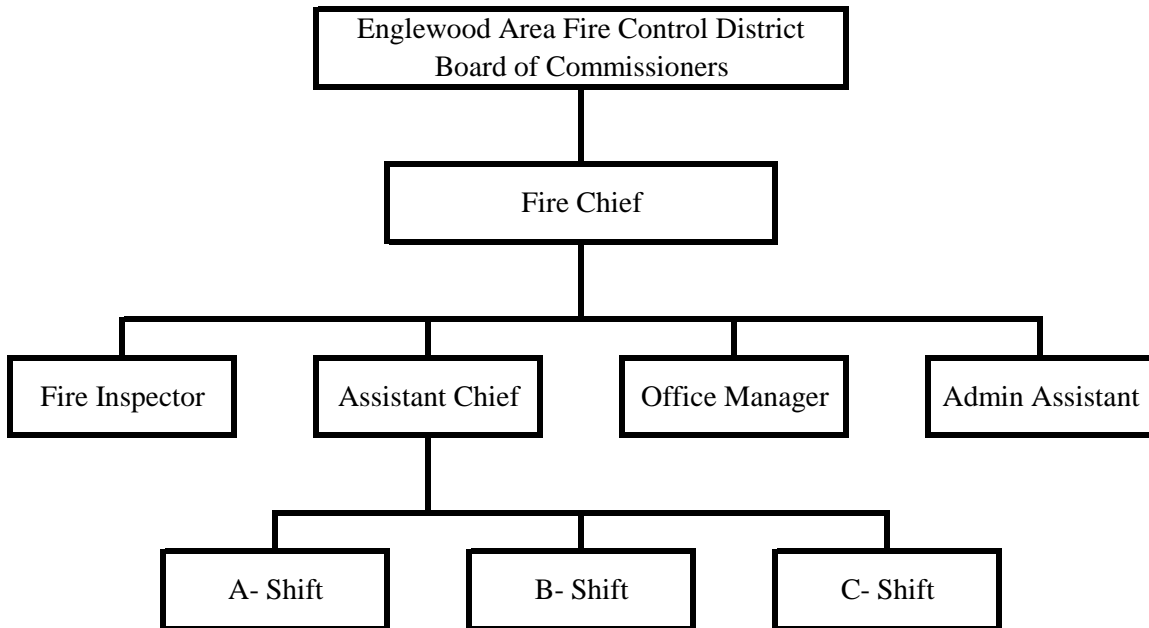 Englewood Area Fire Control District
Board of Commissioners
Fire Chief
Fire Inspector
Assistant Chief
Office Manager
Admin Assistant
A- Shift
B- Shift
C- Shift